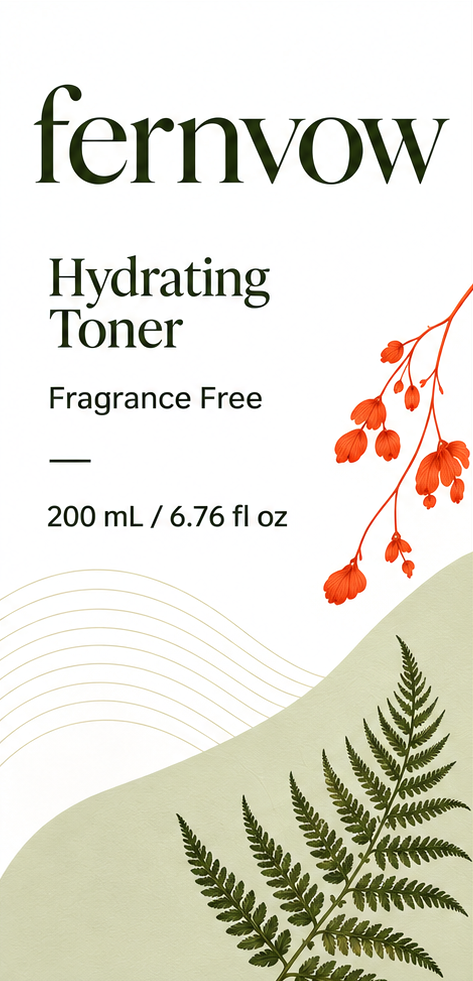 fernvow
Hydrating
Toner
Fragrance Free
200 mL / 6.76 fl oz